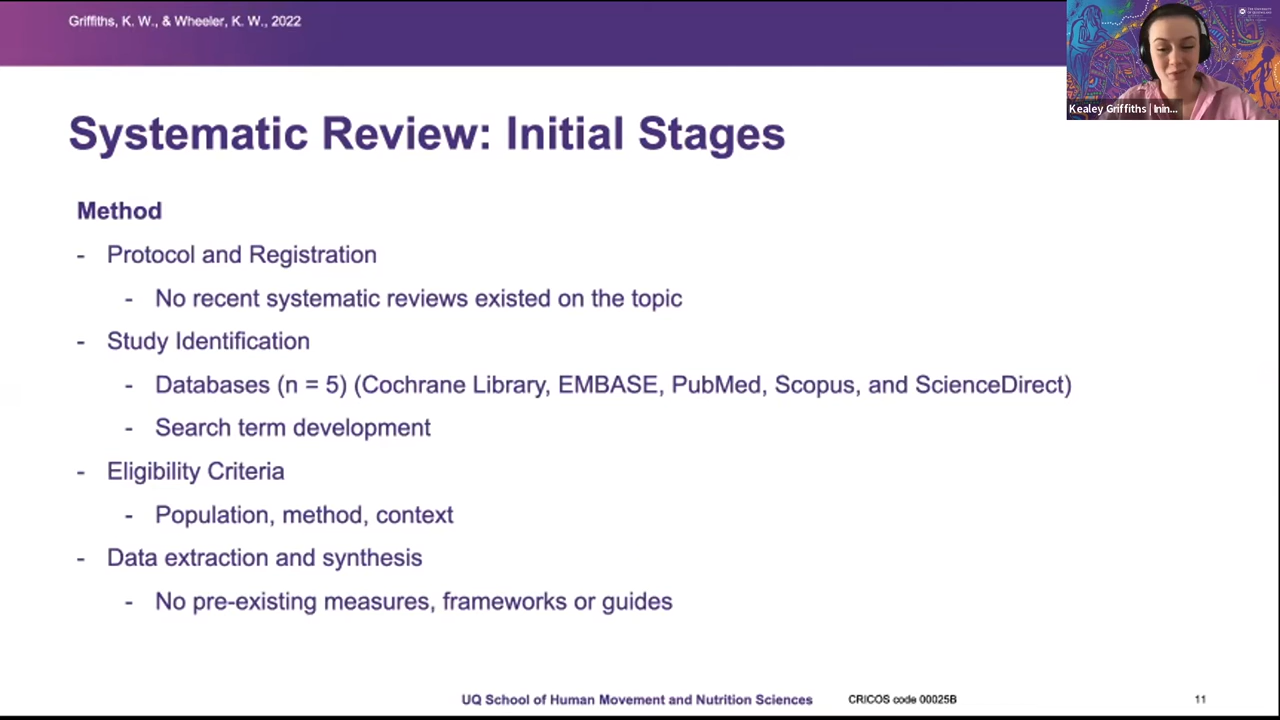 Griffiths, K. W., & Wheeler, K. W., 2022
Kealey Griffiths | Inin...
Systematic Review: Initial Stages
Method
- Protocol and Registration
- No recent systematic reviews existed on the topic
- Study Identification
- Databases (n = 5) (Cochrane Library, EMBASE, PubMed, Scopus, and ScienceDirect)
- Search term development
- Eligibility Criteria
- Population, method, context
- Data extraction and synthesis
- No pre-existing measures, frameworks or guides
UQ School of Human Movement and Nutrition Sciences CRICOS code 00025B 11